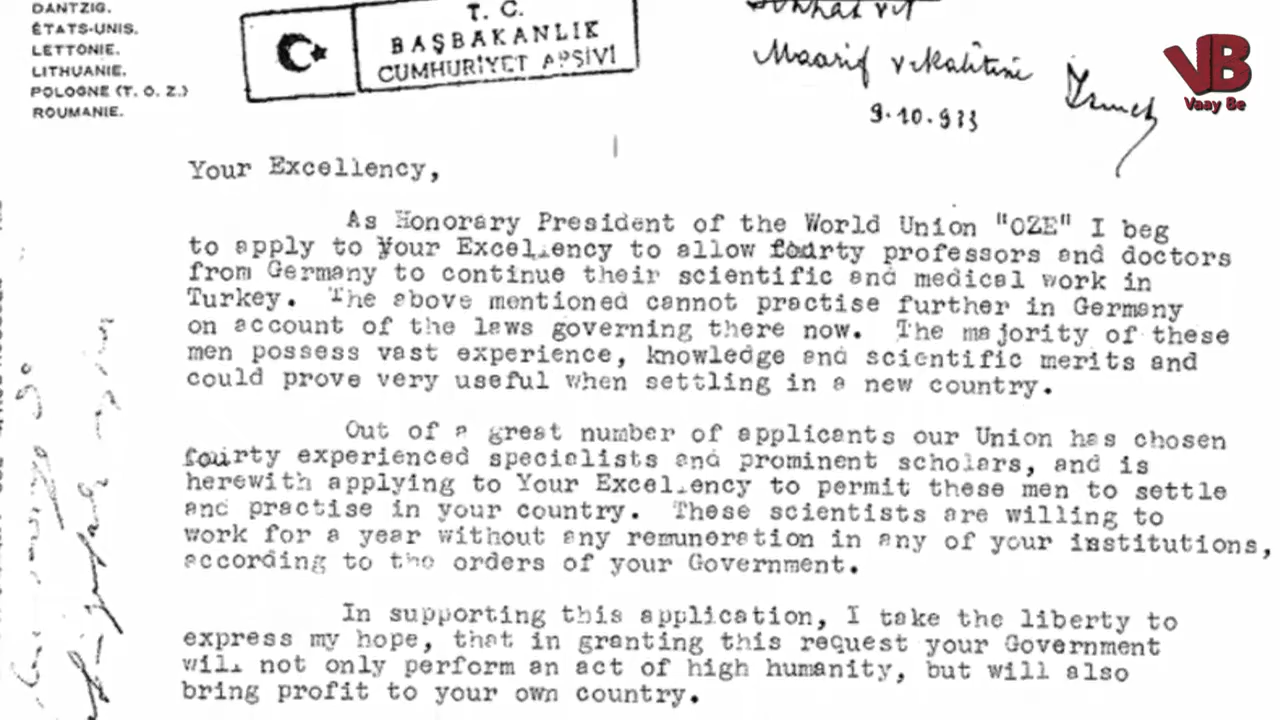 DANTZIG.
ÉTATS-UNIS.
LETTONIE.
LITHUANIE.
POLOGNE (T. O. Z.)
ROUMANIE.
T. C.
BAŞBAKANLIK
CUMHURİYET ARŞİVİ
Maarif vekaletine
9.10.933
VB
Vaay Be
Your Excellency,
As Honorary President of the World Union "OZE" I beg
to apply to Your Excellency to allow fourty professors and doctors
from Germany to continue their scientific and medical work in
Turkey. The above mentioned cannot practise further in Germany
on account of the laws governing there now. The majority of these
men possess vast experience, knowledge and scientific merits and
could prove very useful when settling in a new country.
Out of a great number of applicants our Union has chosen
fourty experienced specialists and prominent scholars, and is
herewith applying to Your Excellency to permit these men to settle
and practise in your country. These scientists are willing to
work for a year without any remuneration in any of your institutions,
according to the orders of your Government.
In supporting this application, I take the liberty to
express my hope, that in granting this request your Government
will not only perform an act of high humanity, but will also
bring profit to your own country.